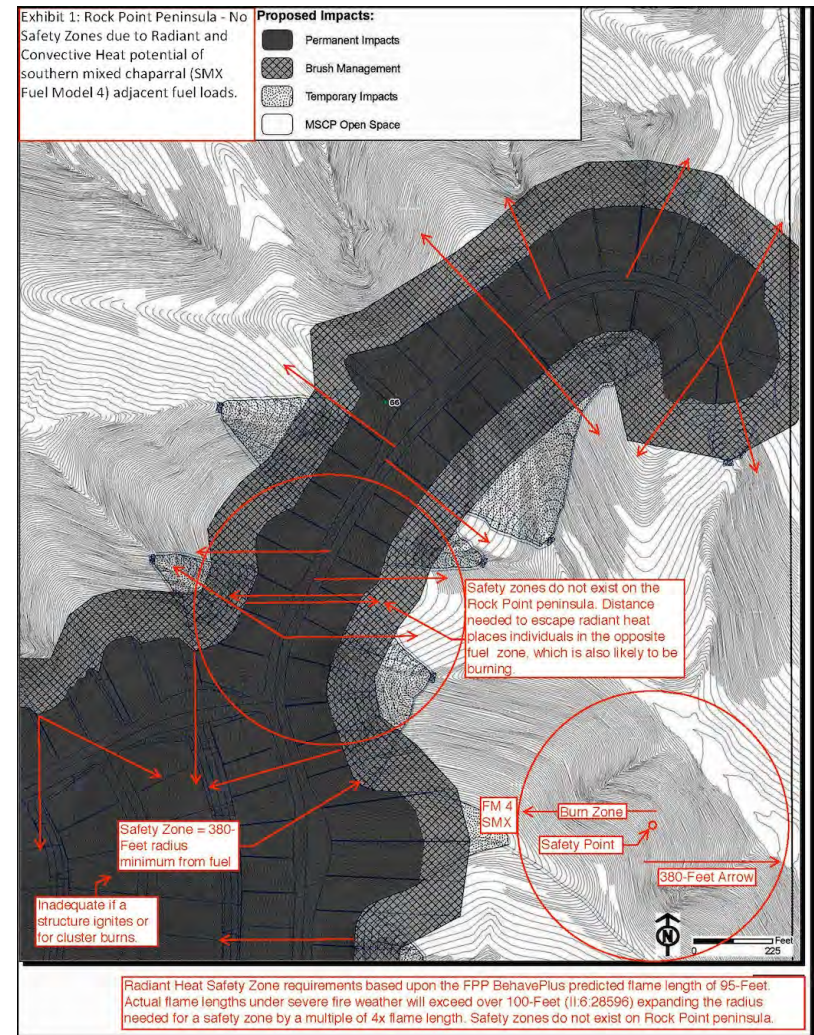 Exhibit 1: Rock Point Peninsula - No
Safety Zones due to Radiant and
Convective Heat potential of
southern mixed chaparral (SMX
Fuel Model 4) adjacent fuel loads.
Proposed Impacts:
Permanent Impacts
Brush Management
Temporary Impacts
MSCP Open Space
66
Safety zones do not exist on the
Rock Point peninsula. Distance
needed to escape radiant heat
places individuals in the opposite
fuel zone, which is also likely to be
burning.
FM 4
SMX
Burn Zone
Safety Point
380-Feet Arrow
Safety Zone = 380-
Feet radius
minimum from fuel
Inadequate if a
structure ignites or
for cluster burns.
N
Feet
0 225
Radiant Heat Safety Zone requirements based upon the FPP BehavePlus predicted flame length of 95-Feet.
Actual flame lengths under severe fire weather will exceed over 100-Feet (II:6:28596) expanding the radius
needed for a safety zone by a multiple of 4x flame length. Safety zones do not exist on Rock Point peninsula.